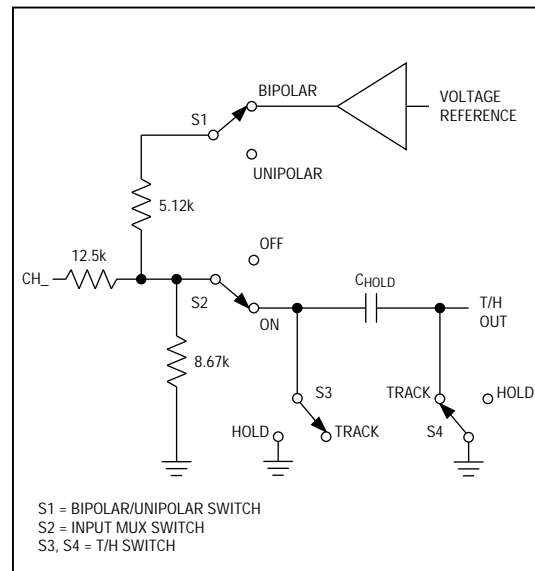 BIPOLAR
VOLTAGE
REFERENCE
S1
UNIPOLAR
5.12k
OFF
12.5k
CH_
CHOLD
T/H
OUT
S2
ON
8.67k
S3
TRACK
HOLD
HOLD
TRACK
S4
S1 = BIPOLAR/UNIPOLAR SWITCH
S2 = INPUT MUX SWITCH
S3, S4 = T/H SWITCH